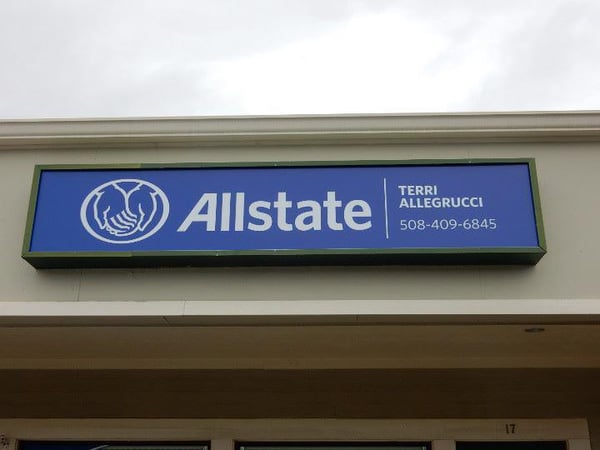 Allstate
TERRI
ALLEGRUCCI
508-409-6845
17